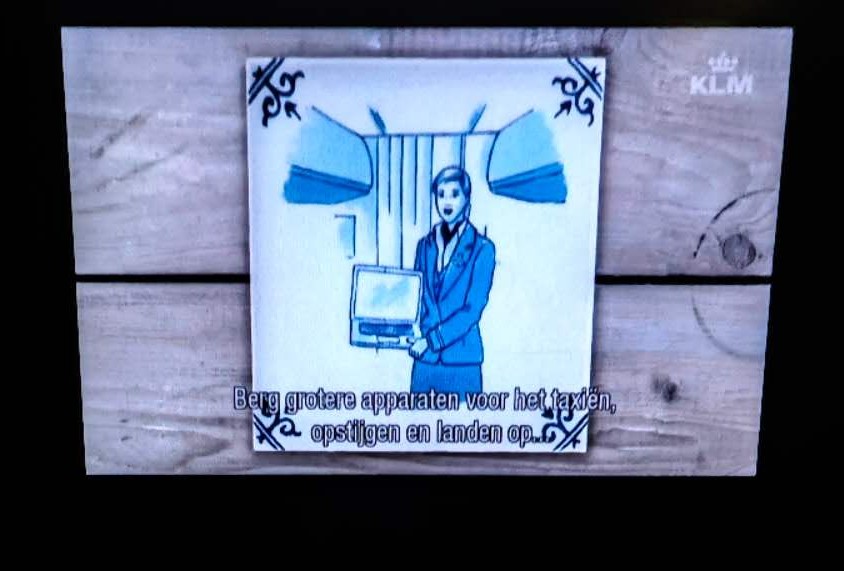 KLM
Berg grotere apparaten voor het taxiën,
opstijgen en landen op...